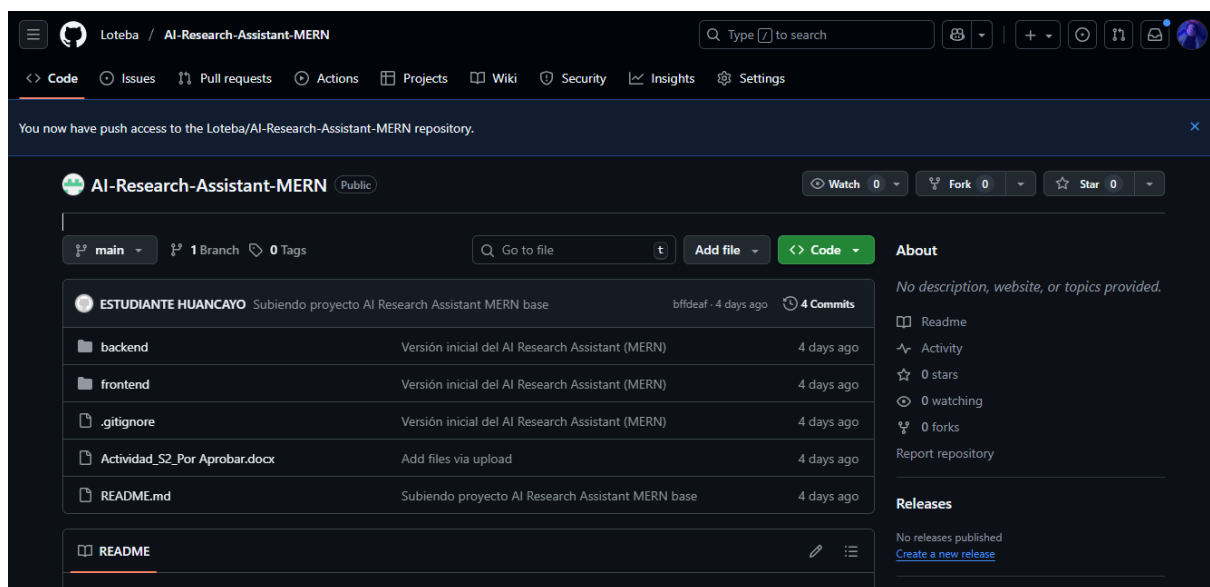 Loteba / AI-Research-Assistant-MERN Type / to search
Code Issues Pull requests Actions Projects Wiki Security Insights Settings
You now have push access to the Loteba/AI-Research-Assistant-MERN repository.
AI-Research-Assistant-MERN Public Watch 0 Fork 0 Star 0
main 1 Branch 0 Tags Go to file t Add file Code
About
No description, website, or topics provided.
ESTUDIANTE HUANCAYO Subiendo proyecto AI Research Assistant MERN base bffdeaf · 4 days ago 4 Commits
backend Versión inicial del AI Research Assistant (MERN) 4 days ago
frontend Versión inicial del AI Research Assistant (MERN) 4 days ago
.gitignore Versión inicial del AI Research Assistant (MERN) 4 days ago
Actividad_S2_Por Aprobar.docx Add files via upload 4 days ago
README.md Subiendo proyecto AI Research Assistant MERN base 4 days ago
README
Readme
Activity
0 stars
0 watching
0 forks
Report repository
Releases
No releases published
Create a new release